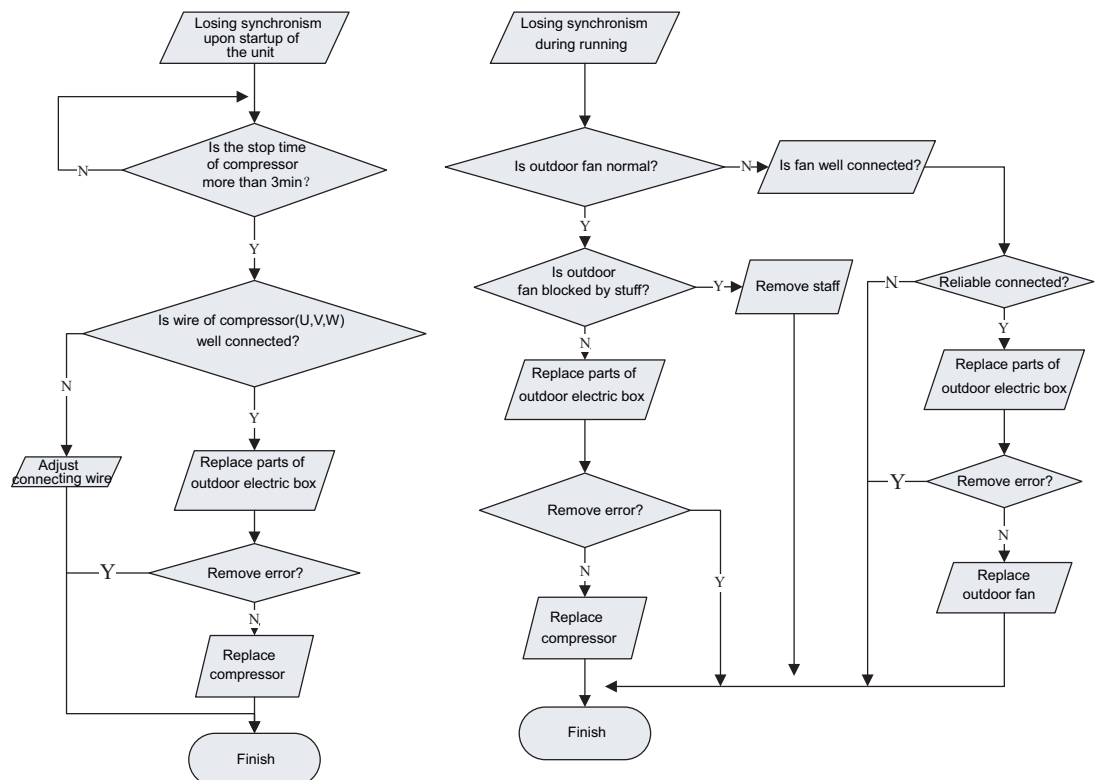 Losing synchronism
upon startup of
the unit
Is the stop time
of compressor
more than 3min?
N
Y
Is wire of compressor(U,V,W)
well connected?
N
Y
Adjust
connecting wire
Replace parts of
outdoor electric box
Remove error?
Y
N
Replace
compressor
Finish
Losing synchronism
during running
Is outdoor fan normal?
N
Is fan well connected?
Y
Is outdoor
fan blocked by stuff?
Y
Remove staff
N
Reliable connected?
N
Y
Replace parts of
outdoor electric box
Replace parts of
outdoor electric box
Remove error?
Y
N
Remove error?
Y
N
Replace
compressor
Replace
outdoor fan
Finish